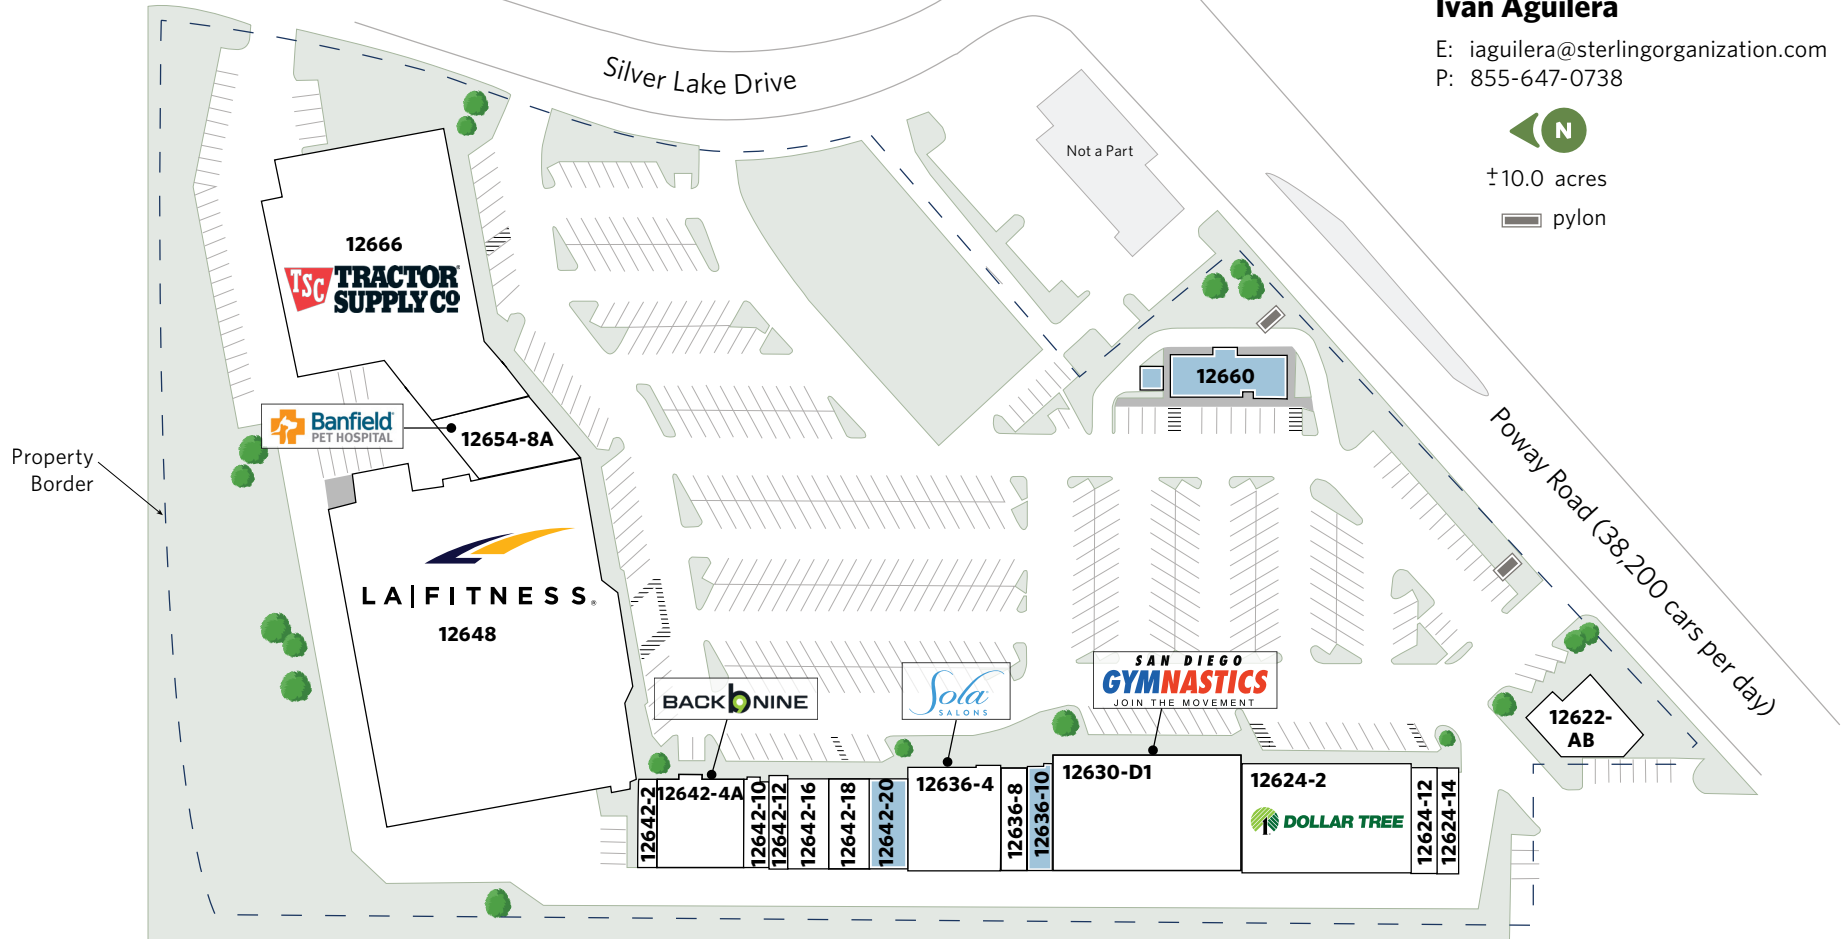 Ivan Aguilera
E: iaguilera@sterlingorganization.com
P: 855-647-0738
N
±10.0 acres
pylon
Silver Lake Drive
Not a Part
12666
TSC TRACTOR
SUPPLY CO
12660
Banfield
PET HOSPITAL
12654-8A
Property
Border
Poway Road (38,200 cars per day)
LA|FITNESS®
12648
SAN DIEGO
GYMNASTICS
JOIN THE MOVEMENT
BACK b9 NINE
Sola
SALONS
12622-
AB
12642-2
12642-4A
12642-10
12642-12
12642-16
12642-18
12642-20
12636-4
12636-8
12636-10
12630-D1
12624-2
DOLLAR TREE
12624-12
12624-14